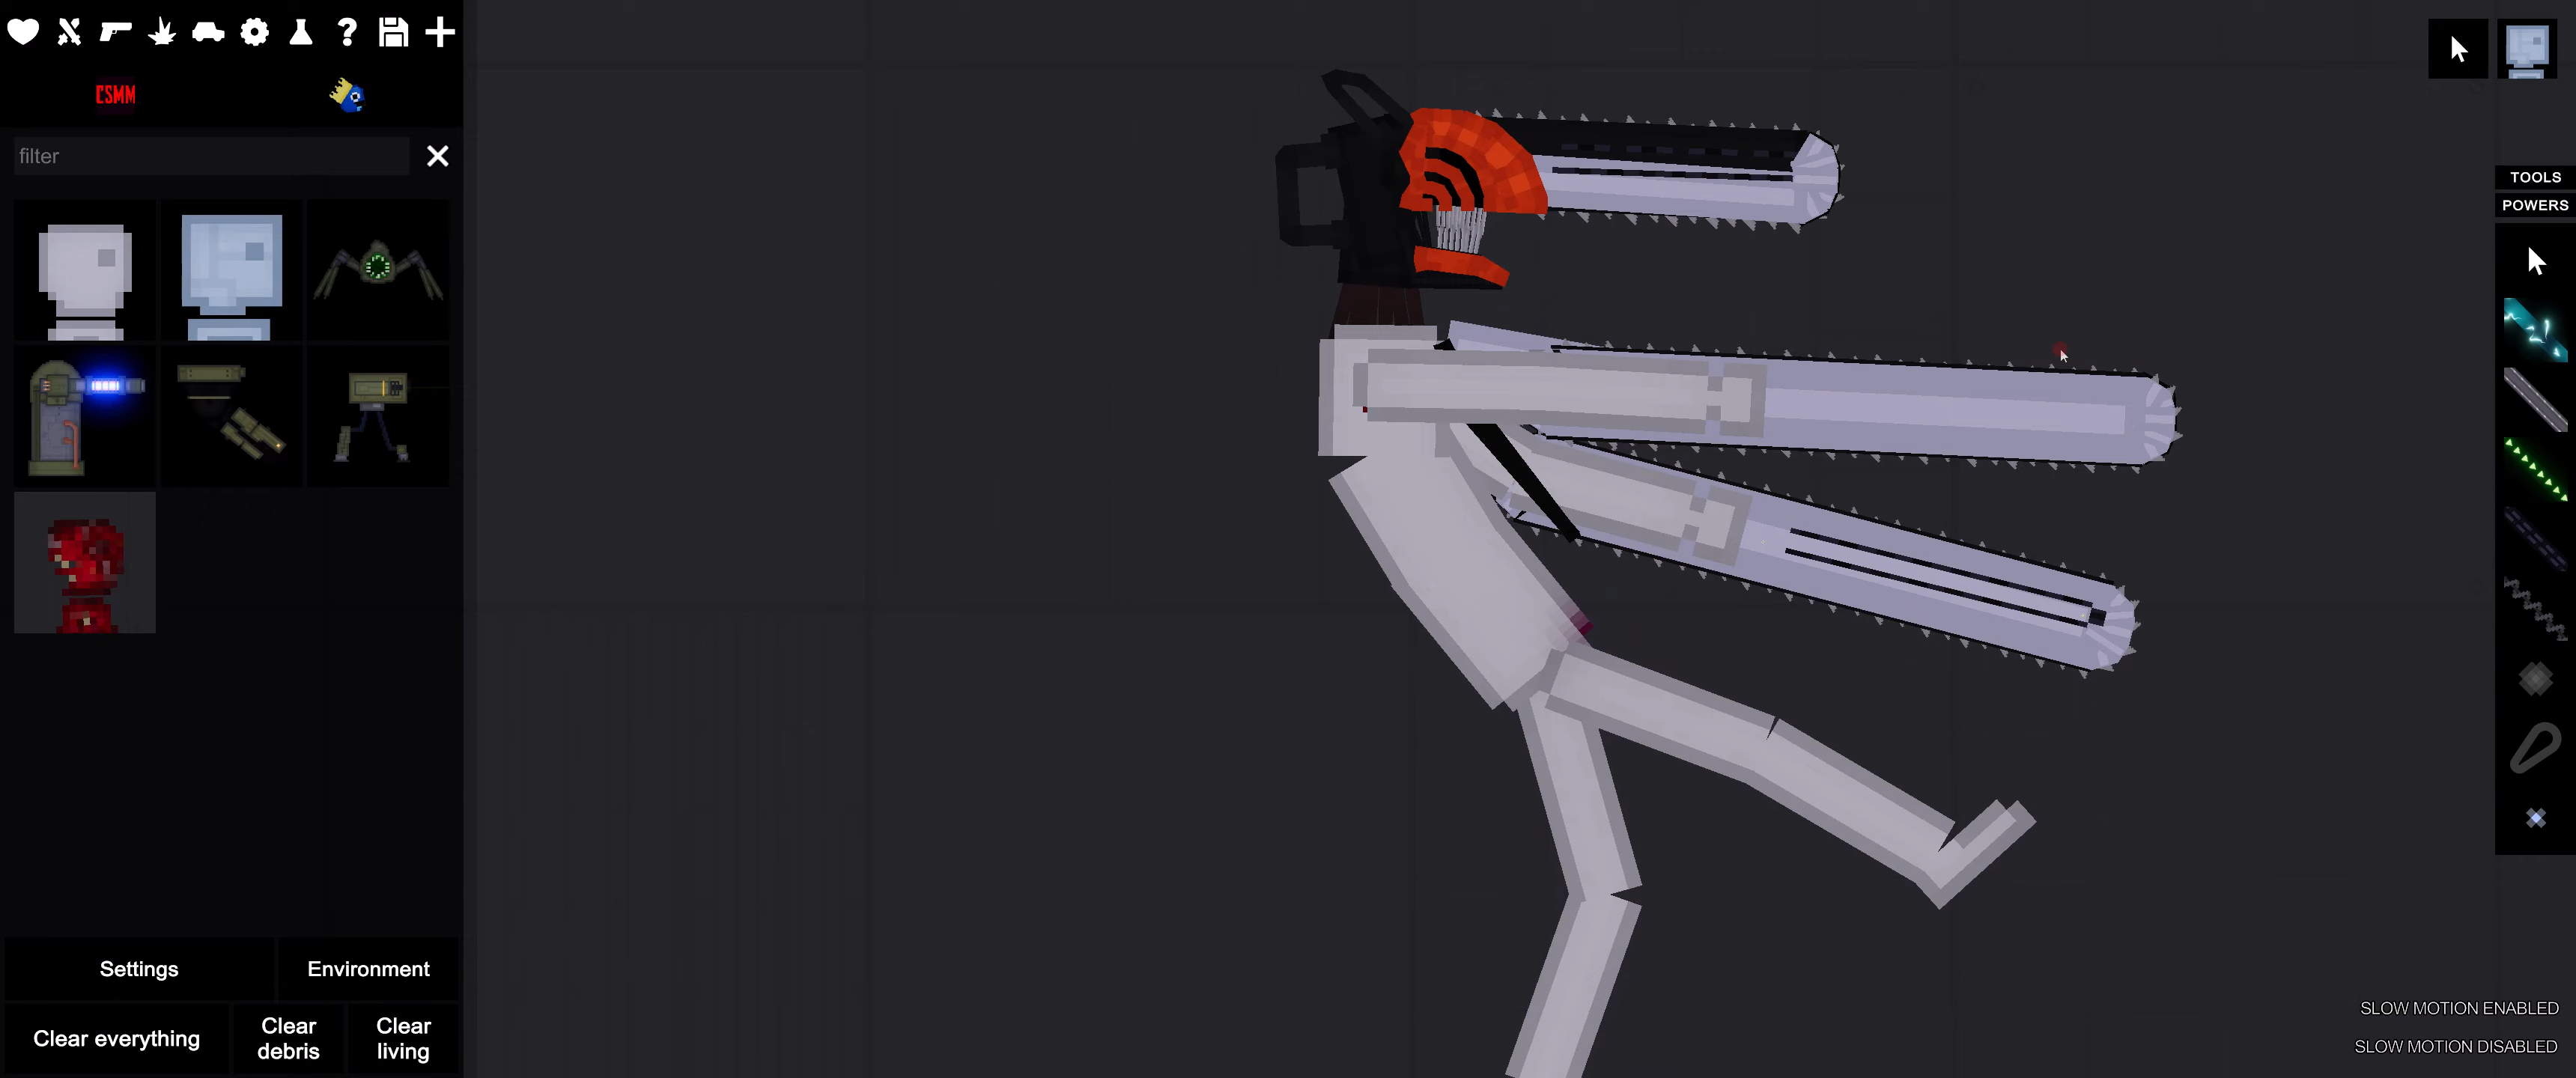 CSMM
filter
TOOLS
POWERS
Settings
Environment
Clear everything
Clear
debris
Clear
living
SLOW MOTION ENABLED
SLOW MOTION DISABLED